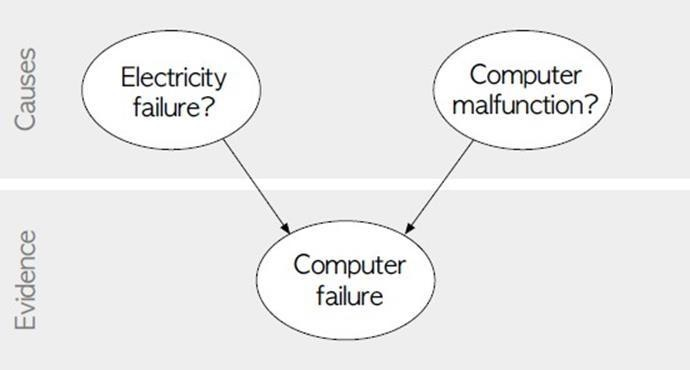 Causes
Electricity
failure?
Computer
malfunction?
Evidence
Computer
failure